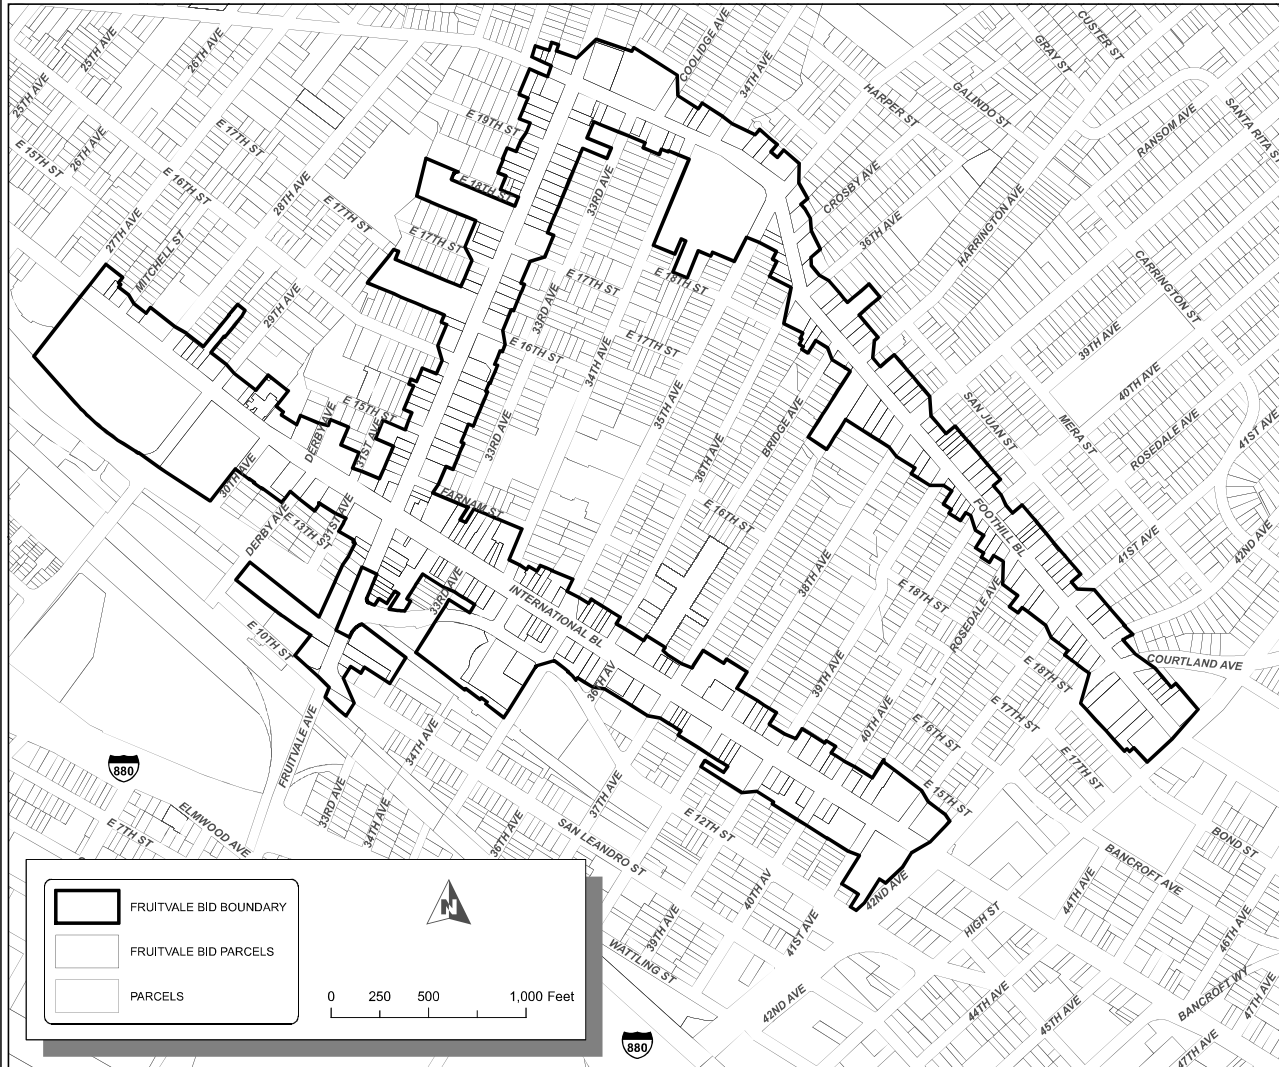 25TH AVE
26TH AVE
COOLIDGE AVE
34TH AVE
CUSTER ST
GRAY ST
25TH AVE
HARPER ST
GALINDO ST
SANTA RITA S
RANSOM AVE
E 15TH ST
26TH AVE
E 17TH ST
E 19TH ST
E 16TH ST
28TH AVE
E 18TH ST
33RD AVE
CROSBY AVE
36TH AVE
HARRINGTON AVE
27TH AVE
E 17TH ST
E 17TH ST
MITCHELL ST
CARRINGTON ST
E 17TH ST
E 18TH ST
29TH AVE
33RD AVE
E 16TH ST
E 17TH ST
34TH AVE
39TH AVE
40TH AVE
E 15TH ST
DERBY AVE
31ST AVE
33RD AVE
35TH AVE
BRIDGE AVE
SAN JUAN ST
MERA ST
ROSEDALE AVE
41ST AVE
30TH AVE
36TH AVE
FARNAM ST
E 16TH ST
DERBY AVE
E 13TH ST
31ST AVE
FOOTHILL BL
41ST AVE
42ND AVE
33RD AVE
INTERNATIONAL BL
38TH AVE
E 18TH ST
ROSEDALE AVE
E 10TH ST
COURTLAND AVE
36TH AV
39TH AVE
E 18TH ST
FRUITVALE AVE
34TH AVE
40TH AVE
E 16TH ST
E 17TH ST
E 17TH ST
880
33RD AVE
34TH AVE
37TH AVE
E 15TH ST
E 7TH ST
ELMWOOD AVE
36TH AVE
SAN LEANDRO ST
E 12TH ST
BOND ST
BANCROFT AVE
40TH AV
42ND AVE
44TH AVE
HIGH ST
39TH AVE
41ST AVE
46TH AVE
WATTLING ST
42ND AVE
44TH AVE
45TH AVE
BANCROFT WY
47TH AVE
47TH AVE
880
FRUITVALE BID BOUNDARY
FRUITVALE BID PARCELS
PARCELS
N
0 250 500 1,000 Feet